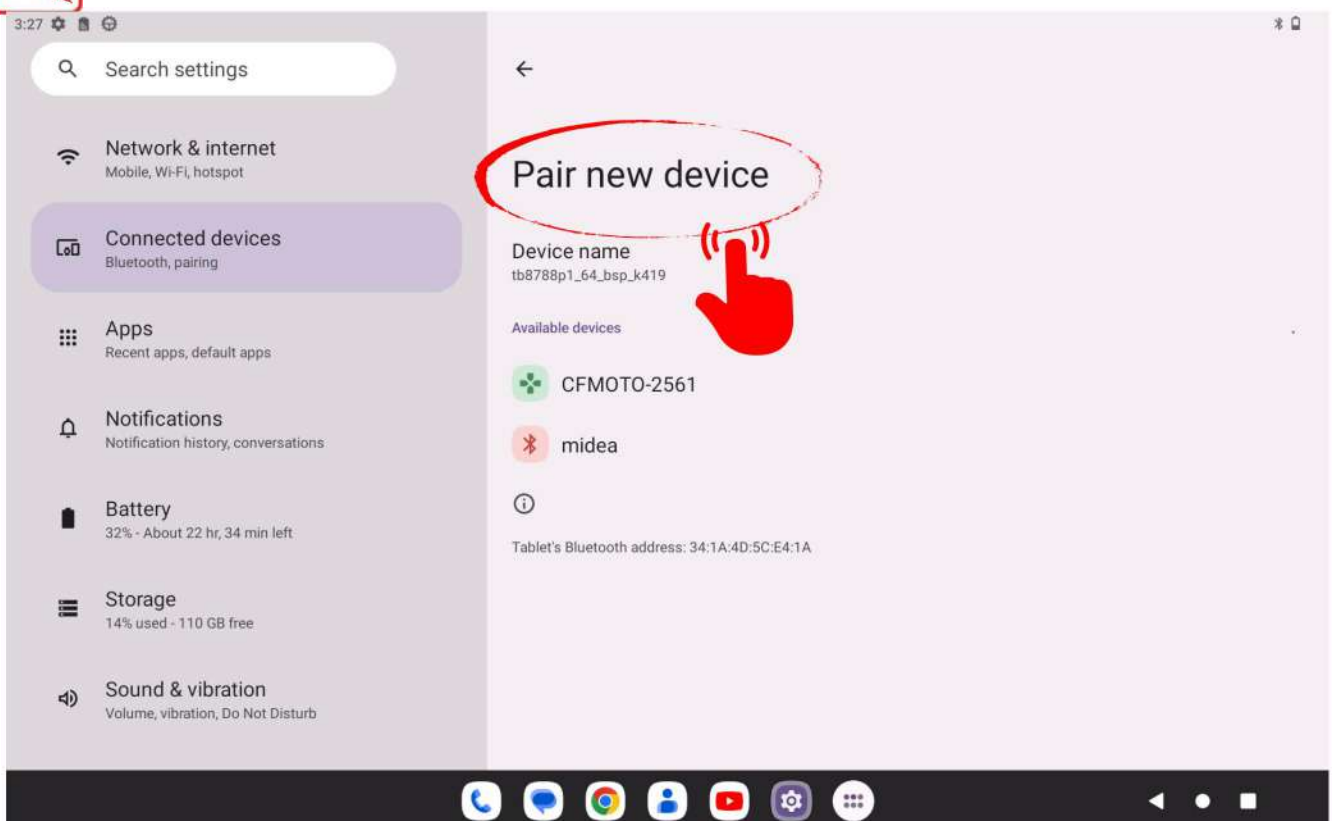 3:27
Search settings
Network & internet
Mobile, Wi-Fi, hotspot
Connected devices
Bluetooth, pairing
Apps
Recent apps, default apps
Notifications
Notification history, conversations
Battery
32% - About 22 hr, 34 min left
Storage
14% used - 110 GB free
Sound & vibration
Volume, vibration, Do Not Disturb
Pair new device
Device name
tb8788p1_64_bsp_k419
Available devices
CFMOTO-2561
midea
Tablet's Bluetooth address: 34:1A:4D:5C:E4:1A